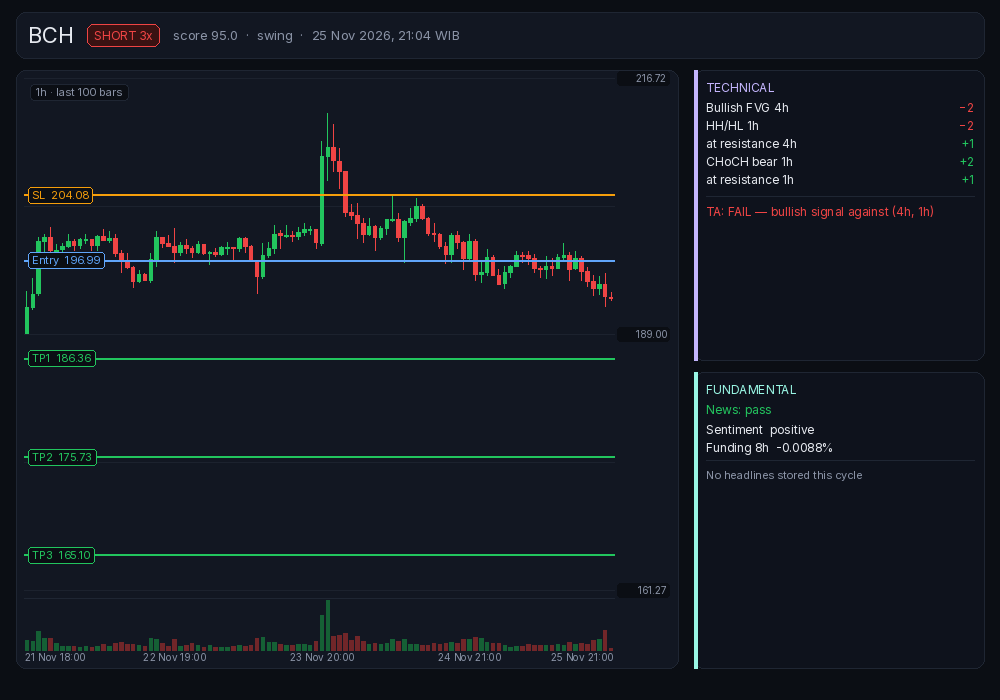 BCH SHORT 3x score 95.0 · swing · 25 Nov 2026, 21:04 WIB
1h · last 100 bars
216.72
SL 204.08
Entry 196.99
189.00
TP1 186.36
TP2 175.73
TP3 165.10
161.27
21 Nov 18:00 22 Nov 19:00 23 Nov 20:00 24 Nov 21:00 25 Nov 21:00
TECHNICAL
Bullish FVG 4h −2
HH/HL 1h −2
at resistance 4h +1
CHoCH bear 1h +2
at resistance 1h +1
TA: FAIL — bullish signal against (4h, 1h)
FUNDAMENTAL
News: pass
Sentiment positive
Funding 8h -0.0088%
No headlines stored this cycle